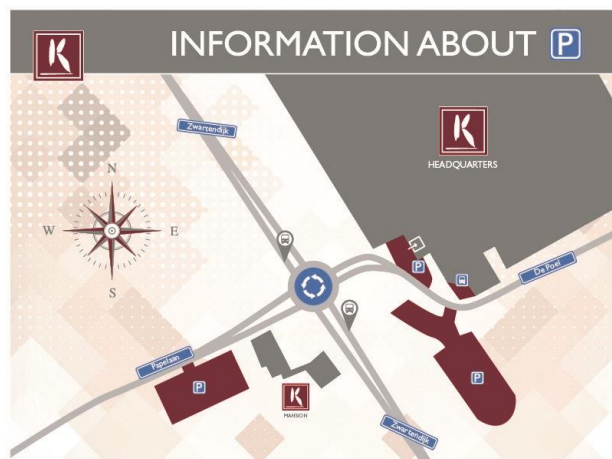 K
INFORMATION ABOUT P
Zwartendijk
K
HEADQUARTERS
N
W E
S
P
De Poel
Papelaan
P
K
MANSION
P
Zwartendijk